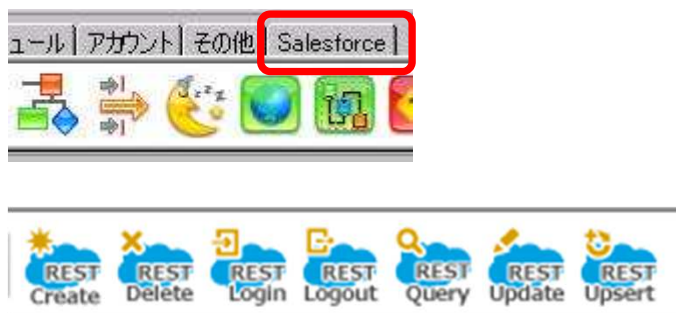 ュール アカウント その他 Salesforce
zzz
REST REST REST REST REST REST REST
Create Delete Login Logout Query Update Upsert